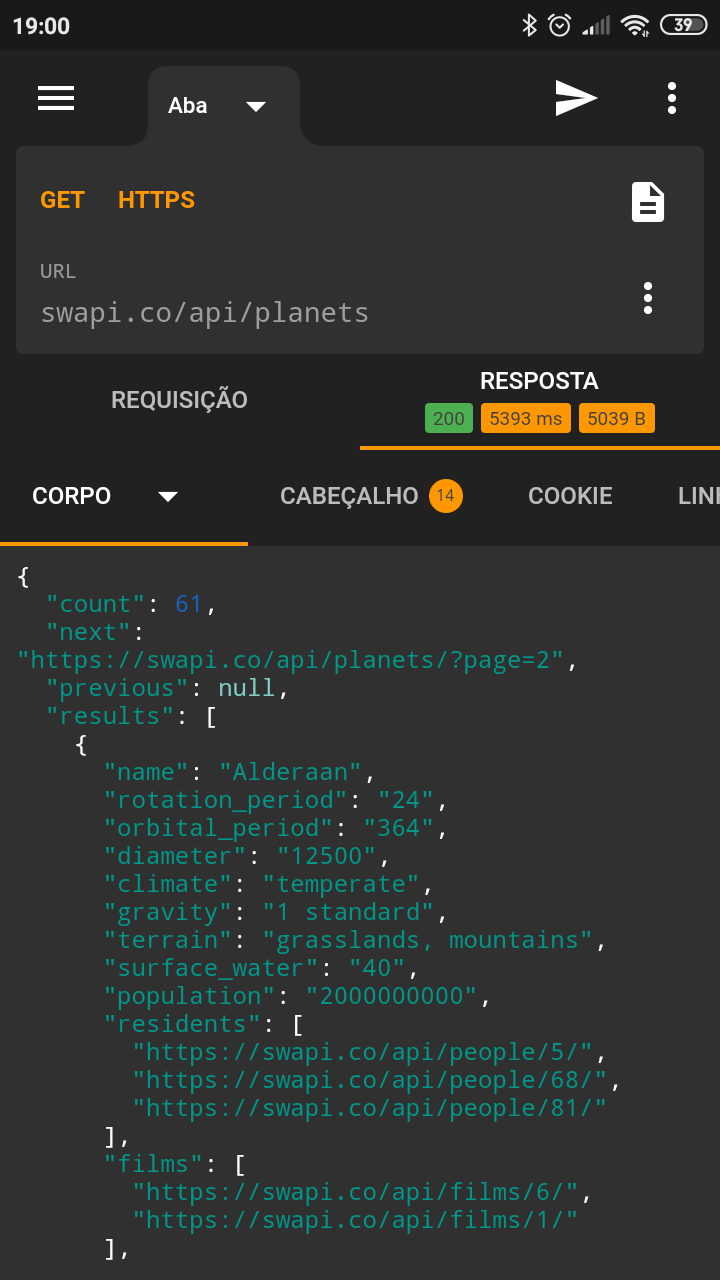 19:00
39
Aba
GET HTTPS
URL
swapi.co/api/planets
REQUISIÇÃO
RESPOSTA
200 5393 ms 5039 B
CORPO CABEÇALHO 14 COOKIE LIN
{
"count": 61,
"next":
"https://swapi.co/api/planets/?page=2",
"previous": null,
"results": [
{
"name": "Alderaan",
"rotation_period": "24",
"orbital_period": "364",
"diameter": "12500",
"climate": "temperate",
"gravity": "1 standard",
"terrain": "grasslands, mountains",
"surface_water": "40",
"population": "2000000000",
"residents": [
"https://swapi.co/api/people/5/",
"https://swapi.co/api/people/68/",
"https://swapi.co/api/people/81/"
],
"films": [
"https://swapi.co/api/films/6/",
"https://swapi.co/api/films/1/"
],